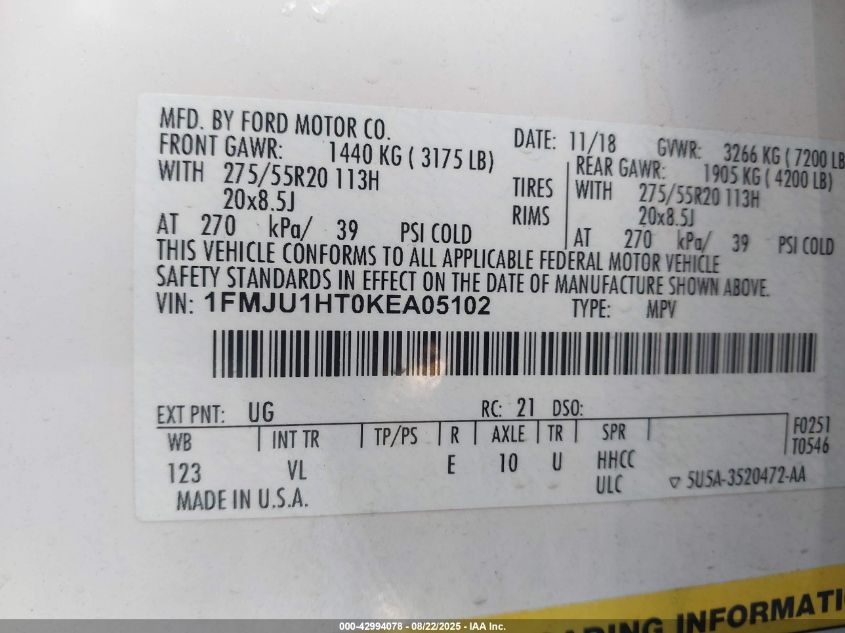 MFD. BY FORD MOTOR CO.
DATE: 11/18 GVWR: 3266 KG ( 7200 LB
FRONT GAWR: 1440 KG ( 3175 LB)
REAR GAWR: 1905 KG ( 4200 LB)
WITH 275/55R20 113H TIRES WITH 275/55R20 113H
20x8.5J RIMS 20x8.5J
AT 270 kPa/ 39 PSI COLD AT 270 kPa/ 39 PSI COLD
THIS VEHICLE CONFORMS TO ALL APPLICABLE FEDERAL MOTOR VEHICLE
SAFETY STANDARDS IN EFFECT ON THE DATE OF MANUFACTURE SHOWN ABOVE.
VIN: 1FMJU1HT0KEA05102 TYPE: MPV
EXT PNT: UG RC: 21 DSO:
WB INT TR TP/PS R AXLE TR SPR F0251
T0546
123 VL E 10 U HHCC
ULC ▽ 5U5A-3520472-AA
MADE IN U.S.A.
INFORMATI
000-42994078 - 08/22/2025 - IAA Inc.